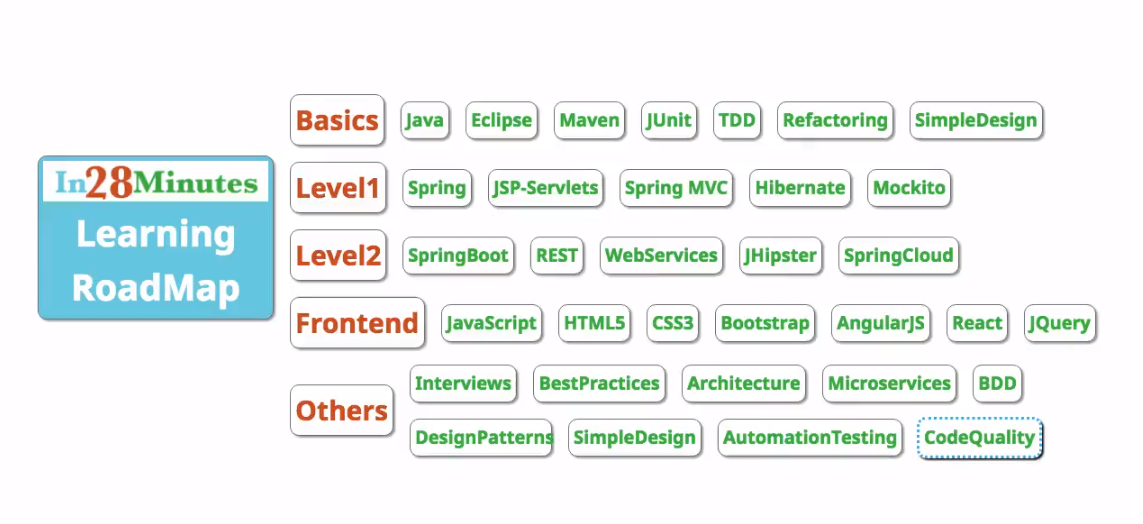 In28Minutes
Learning
RoadMap
Basics Java Eclipse Maven JUnit TDD Refactoring SimpleDesign
Level1 Spring JSP-Servlets Spring MVC Hibernate Mockito
Level2 SpringBoot REST WebServices JHipster SpringCloud
Frontend JavaScript HTML5 CSS3 Bootstrap AngularJS React JQuery
Others
Interviews BestPractices Architecture Microservices BDD
DesignPatterns SimpleDesign AutomationTesting CodeQuality